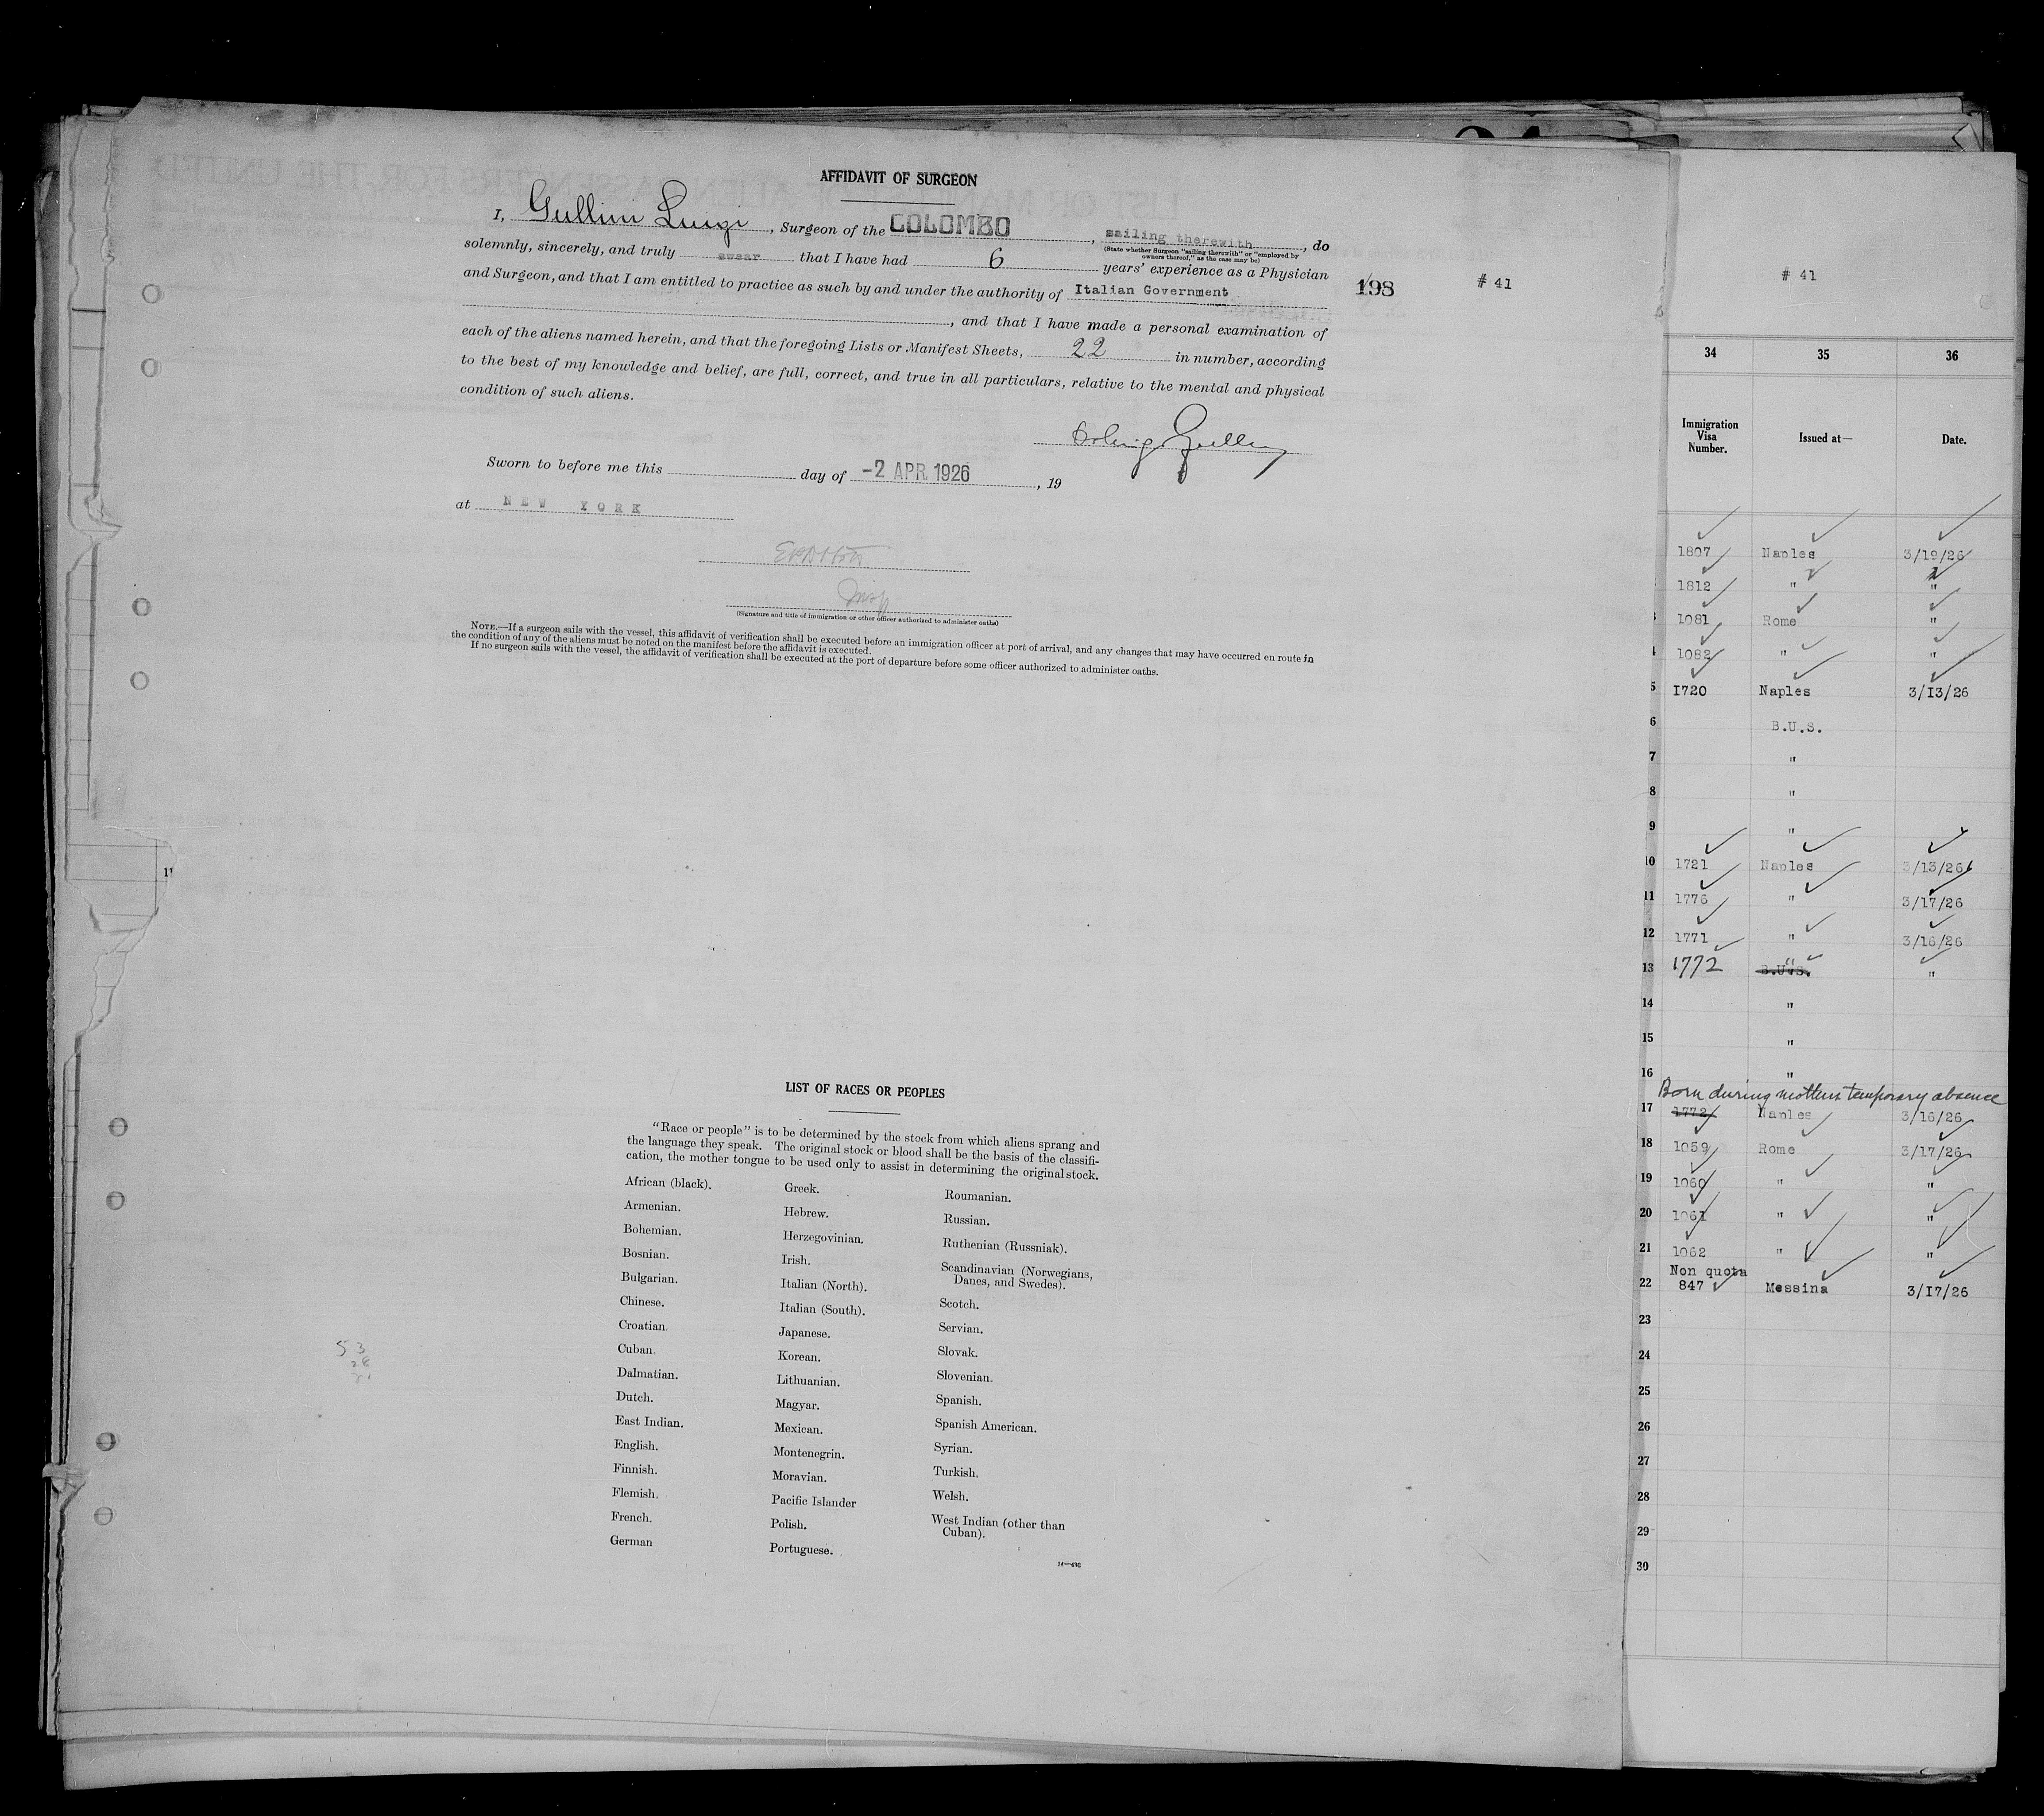 AFFIDAVIT OF SURGEON
I, Gullini Luigi, Surgeon of the COLOMBO, sailing therewith, do
(State whether Surgeon "sailing therewith" or "employed by owners thereof," as the case may be)
solemnly, sincerely, and truly swear that I have had 6 years' experience as a Physician
and Surgeon, and that I am entitled to practice as such by and under the authority of Italian Government
, and that I have made a personal examination of
each of the aliens named herein, and that the foregoing Lists or Manifest Sheets, 22 in number, according
to the best of my knowledge and belief, are full, correct, and true in all particulars, relative to the mental and physical
condition of such aliens.
Sworn to before me this day of -2 APR 1926, 19
at NEW YORK
(Signature and title of immigration or other officer authorized to administer oaths)
NOTE.—If a surgeon sails with the vessel, this affidavit of verification shall be executed before an immigration officer at port of arrival, and any changes that may have occurred en route in
the condition of any of the aliens must be noted on the manifest before the affidavit is executed.
If no surgeon sails with the vessel, the affidavit of verification shall be executed at the port of departure before some officer authorized to administer oaths.
198
# 41
11
LIST OF RACES OR PEOPLES
"Race or people" is to be determined by the stock from which aliens sprang and
the language they speak. The original stock or blood shall be the basis of the classifi-
cation, the mother tongue to be used only to assist in determining the original stock.
African (black).
Armenian.
Bohemian.
Bosnian.
Bulgarian.
Chinese.
Croatian.
Cuban.
Dalmatian.
Dutch.
East Indian.
English.
Finnish.
Flemish.
French.
German
Greek.
Hebrew.
Herzegovinian.
Irish.
Italian (North).
Italian (South).
Japanese.
Korean.
Lithuanian.
Magyar.
Mexican.
Montenegrin.
Moravian.
Pacific Islander
Polish.
Portuguese.
Roumanian.
Russian.
Ruthenian (Russniak).
Scandinavian (Norwegians,
Danes, and Swedes).
Scotch.
Servian.
Slovak.
Slovenian.
Spanish.
Spanish American.
Syrian.
Turkish.
Welsh.
West Indian (other than
Cuban).
53
28
# 41
34 35 36
Immigration
Visa
Number.
Issued at—
Date.
1807 Naples 3/19/26
1812 " "
1081 Rome "
4 1082 " "
5 1720 Naples 3/13/26
6 B.U.S.
7 "
8 "
9 "
10 1721 Naples 3/13/26
11 1776 " 3/17/26
12 1771 " 3/16/26
13 1772 B.U.S. " "
14 "
15 "
16 "
Born during mothers temporary absence
17 1772 Naples 3/16/26
18 1059 Rome 3/17/26
19 1060 " "
20 1061 " "
21 1062 " "
Non quota
22 847 Messina 3/17/26
23
24
25
26
27
28
29
30